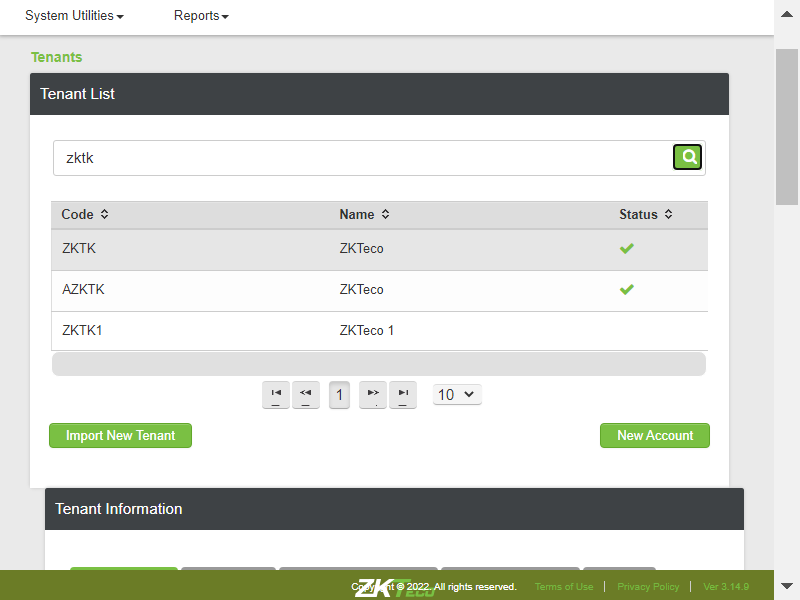 System Utilities Reports
Tenants
Tenant List
zktk
Code Name Status
ZKTK ZKTeco
AZKTK ZKTeco
ZKTK1 ZKTeco 1
1 10
Import New Tenant New Account
Tenant Information
ZKTeco
Copyright © 2022. All rights reserved. Terms of Use | Privacy Policy | Ver 3.14.9